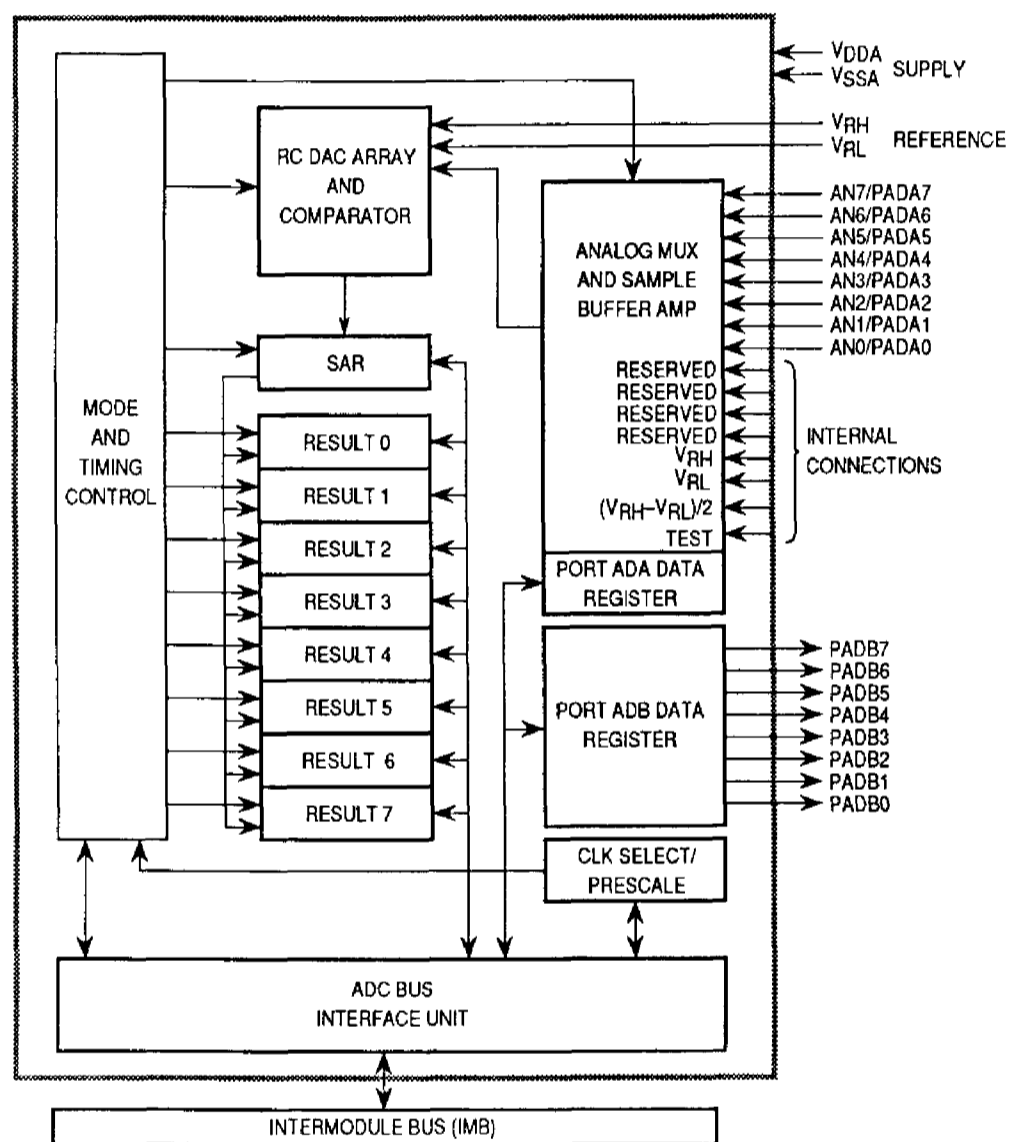 VDDA
VSSA
SUPPLY
VRH
VRL
REFERENCE
RC DAC ARRAY
AND
COMPARATOR
ANALOG MUX
AND SAMPLE
BUFFER AMP
AN7/PADA7
AN6/PADA6
AN5/PADA5
AN4/PADA4
AN3/PADA3
AN2/PADA2
AN1/PADA1
AN0/PADA0
RESERVED
RESERVED
RESERVED
RESERVED
VRH
VRL
(VRH–VRL)/2
TEST
INTERNAL
CONNECTIONS
MODE
AND
TIMING
CONTROL
SAR
RESULT 0
RESULT 1
RESULT 2
RESULT 3
RESULT 4
RESULT 5
RESULT 6
RESULT 7
PORT ADA DATA
REGISTER
PORT ADB DATA
REGISTER
PADB7
PADB6
PADB5
PADB4
PADB3
PADB2
PADB1
PADB0
CLK SELECT/
PRESCALE
ADC BUS
INTERFACE UNIT
INTERMODULE BUS (IMB)